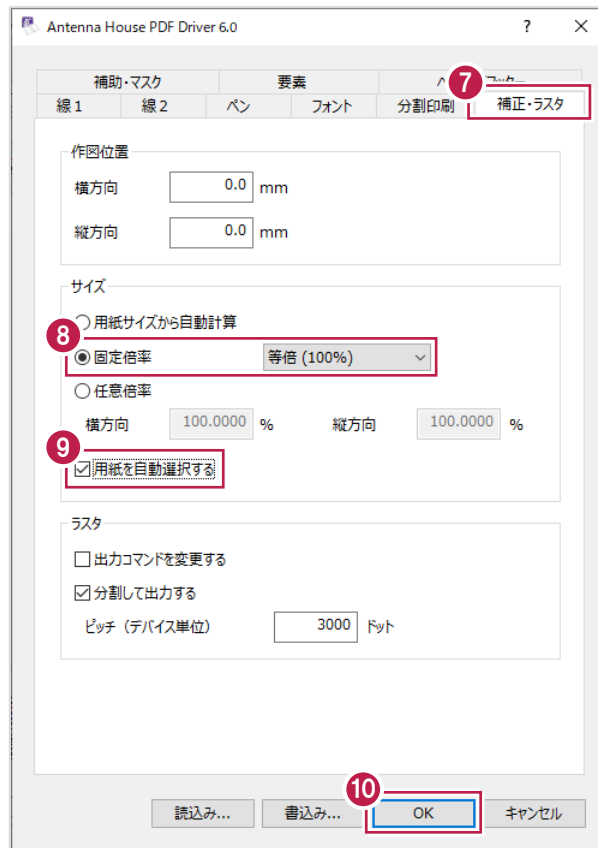 Antenna House PDF Driver 6.0 ? ×
補助・マスク 要素
7
線1 線2 ペン フォント 分割印刷 補正・ラスタ
作図位置
横方向 0.0 mm
縦方向 0.0 mm
サイズ
用紙サイズから自動計算
8
固定倍率 等倍 (100%)
任意倍率
横方向 100.0000 % 縦方向 100.0000 %
9
用紙を自動選択する
ラスタ
出力コマンドを変更する
分割して出力する
ピッチ（デバイス単位） 3000 ドット
10
読込み... 書込み... OK キャンセル